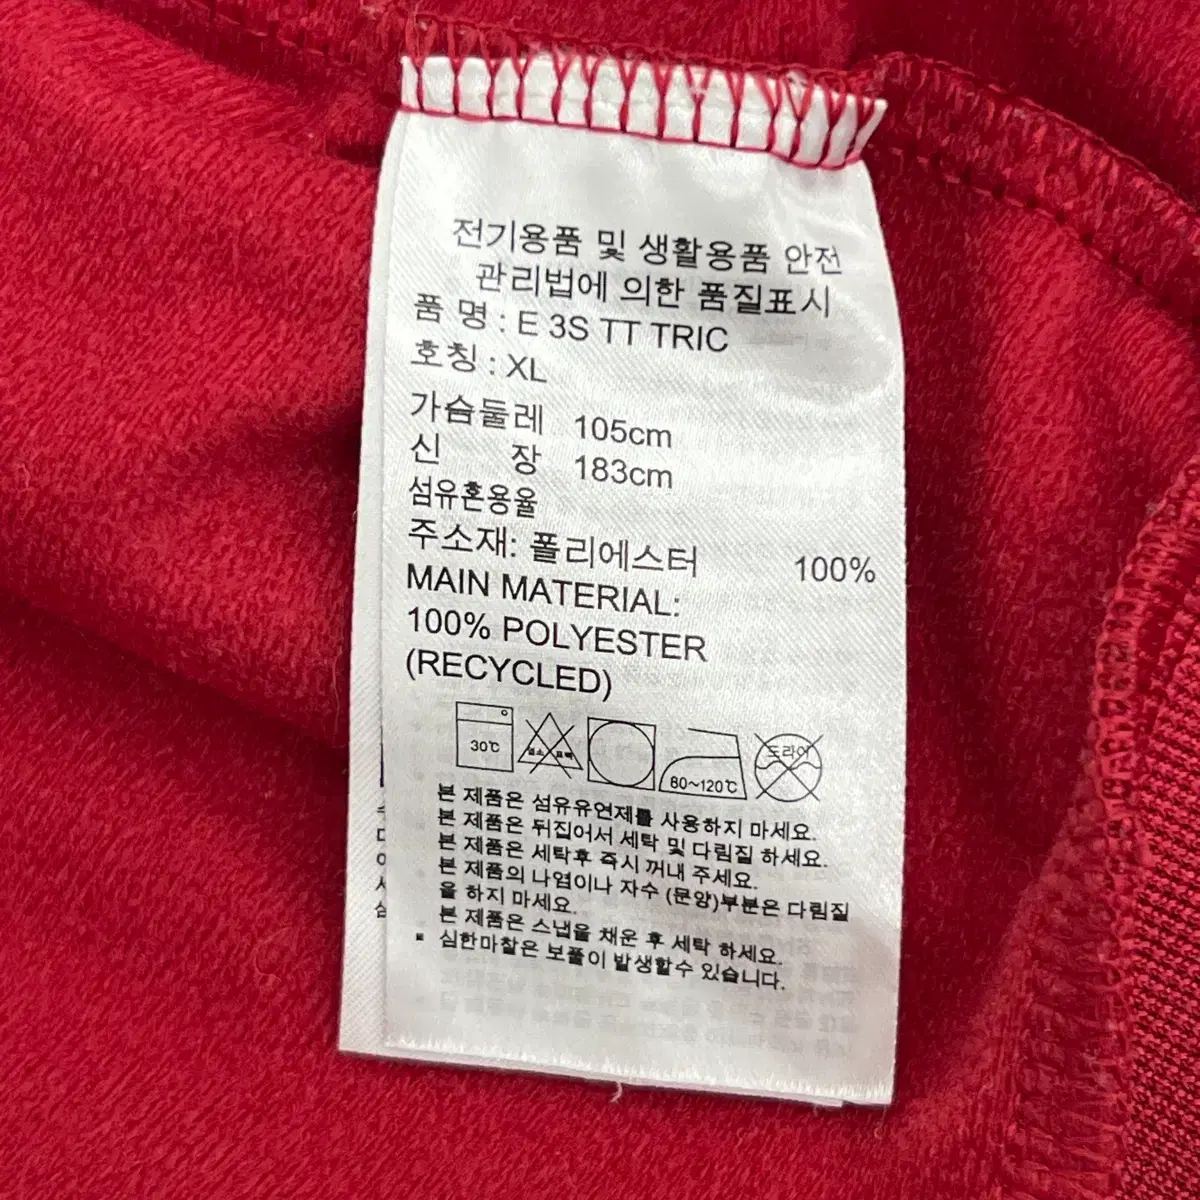 전기용품 및 생활용품 안전
관리법에 의한 품질표시
품 명 : E 3S TT TRIC
호칭 : XL
가슴둘레 105cm
신 장 183cm
섬유혼용율
주소재: 폴리에스터 100%
MAIN MATERIAL:
100% POLYESTER
(RECYCLED)
30℃ 염소 표백 80~120℃ 드라이
본 제품은 섬유유연제를 사용하지 마세요.
본 제품은 뒤집어서 세탁 및 다림질 하세요.
본 제품은 세탁후 즉시 꺼내 주세요.
본 제품의 나염이나 자수 (문양)부분은 다림질
을 하지 마세요.
본 제품은 스냅을 채운 후 세탁 하세요.
심한마찰은 보풀이 발생할수 있습니다.